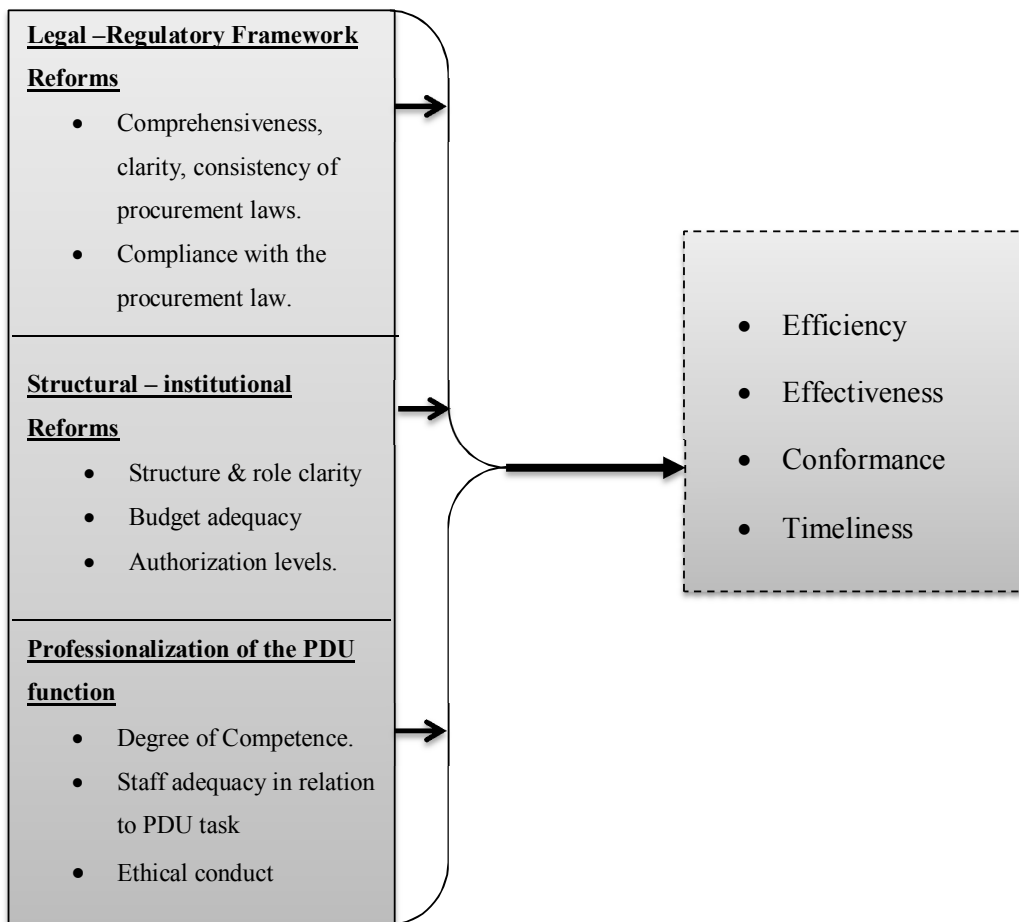 Legal –Regulatory Framework
Reforms
• Comprehensiveness,
clarity, consistency of
procurement laws.
• Compliance with the
procurement law.
Structural – institutional
Reforms
• Structure & role clarity
• Budget adequacy
• Authorization levels.
Professionalization of the PDU
function
• Degree of Competence.
• Staff adequacy in relation
to PDU task
• Ethical conduct
• Efficiency
• Effectiveness
• Conformance
• Timeliness